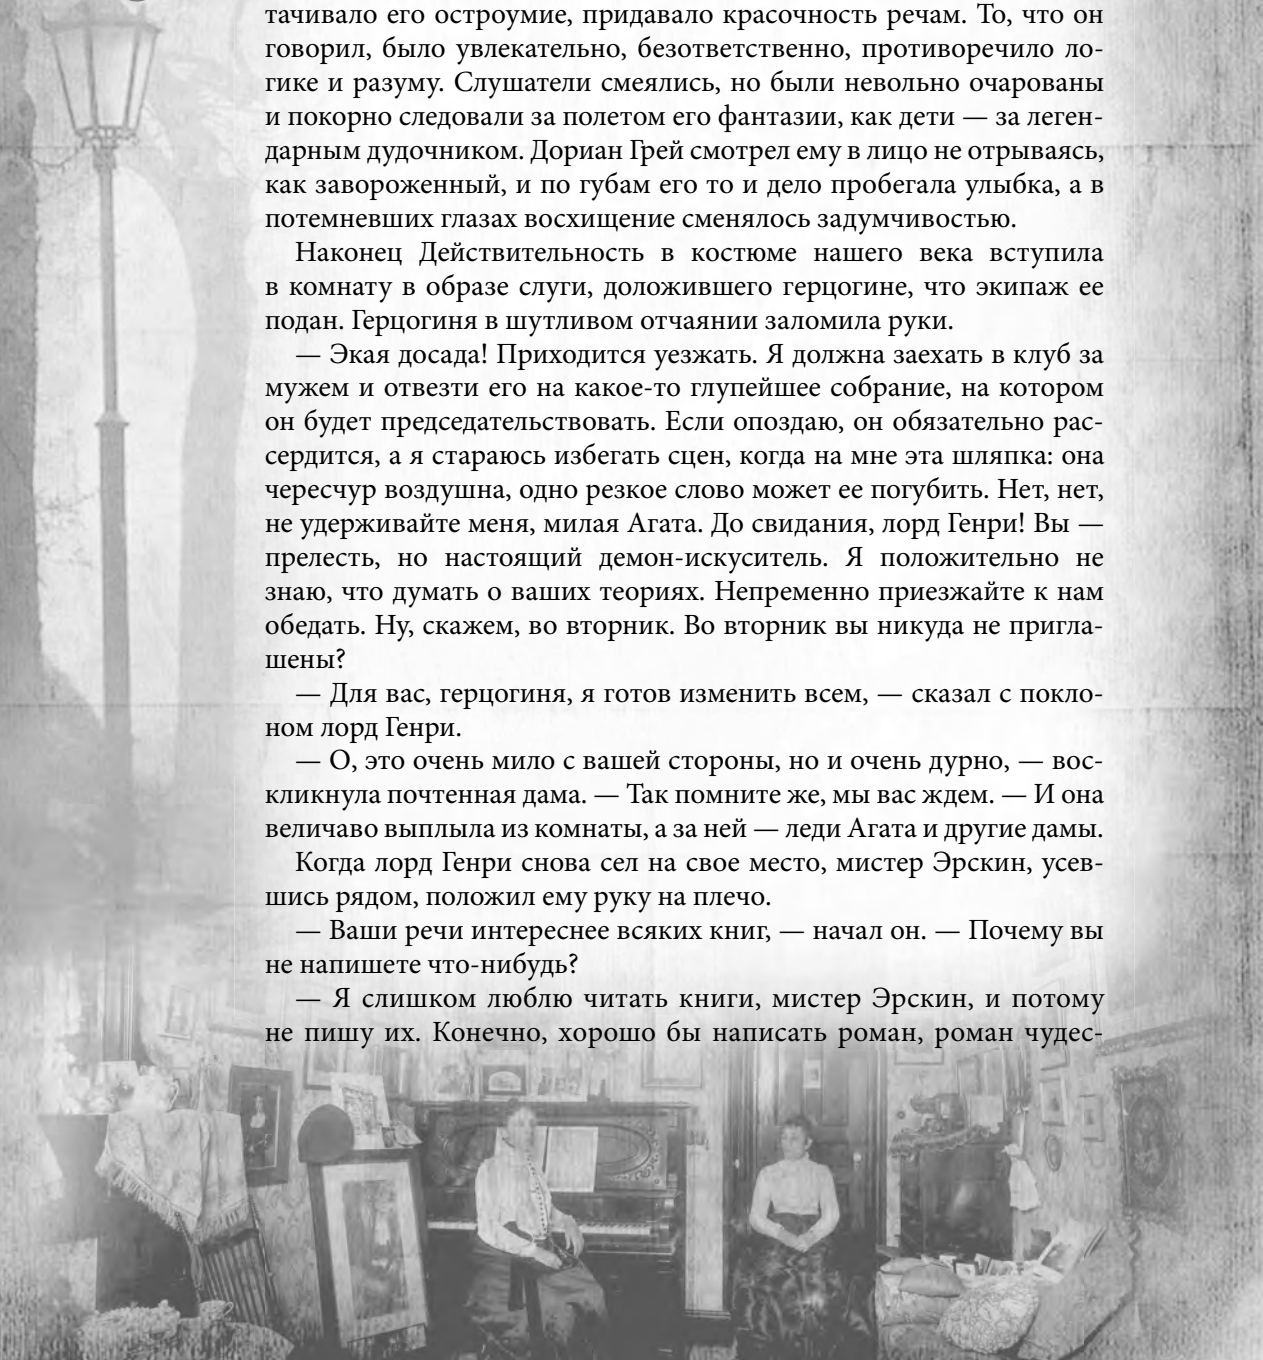 тачивало его остроумие, придавало красочность речам. То, что он
говорил, было увлекательно, безответственно, противоречило ло-
гике и разуму. Слушатели смеялись, но были невольно очарованы
и покорно следовали за полетом его фантазии, как дети — за леген-
дарным дудочником. Дориан Грей смотрел ему в лицо не отрываясь,
как завороженный, и по губам его то и дело пробегала улыбка, а в
потемневших глазах восхищение сменялось задумчивостью.
Наконец Действительность в костюме нашего века вступила
в комнату в образе слуги, доложившего герцогине, что экипаж ее
подан. Герцогиня в шутливом отчаянии заломила руки.
— Экая досада! Приходится уезжать. Я должна заехать в клуб за
мужем и отвезти его на какое-то глупейшее собрание, на котором
он будет председательствовать. Если опоздаю, он обязательно рас-
сердится, а я стараюсь избегать сцен, когда на мне эта шляпка: она
чересчур воздушна, одно резкое слово может ее погубить. Нет, нет,
не удерживайте меня, милая Агата. До свидания, лорд Генри! Вы —
прелесть, но настоящий демон-искуситель. Я положительно не
знаю, что думать о ваших теориях. Непременно приезжайте к нам
обедать. Ну, скажем, во вторник. Во вторник вы никуда не пригла-
шены?
— Для вас, герцогиня, я готов изменить всем, — сказал с покло-
ном лорд Генри.
— О, это очень мило с вашей стороны, но и очень дурно, — вос-
кликнула почтенная дама. — Так помните же, мы вас ждем. — И она
величаво выплыла из комнаты, а за ней — леди Агата и другие дамы.
Когда лорд Генри снова сел на свое место, мистер Эрскин, усев-
шись рядом, положил ему руку на плечо.
— Ваши речи интереснее всяких книг, — начал он. — Почему вы
не напишете что-нибудь?
— Я слишком люблю читать книги, мистер Эрскин, и потому
не пишу их. Конечно, хорошо бы написать роман, роман чудес-